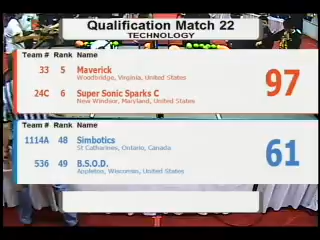 Qualification Match 22
TECHNOLOGY
Team # Rank Name
33 5 Maverick
Woodbridge, Virginia, United States
24C 6 Super Sonic Sparks C
New Windsor, Maryland, United States
97
Team # Rank Name
1114A 48 Simbotics
St Catharines, Ontario, Canada
536 49 B.S.O.D.
Appleton, Wisconsin, United States
61